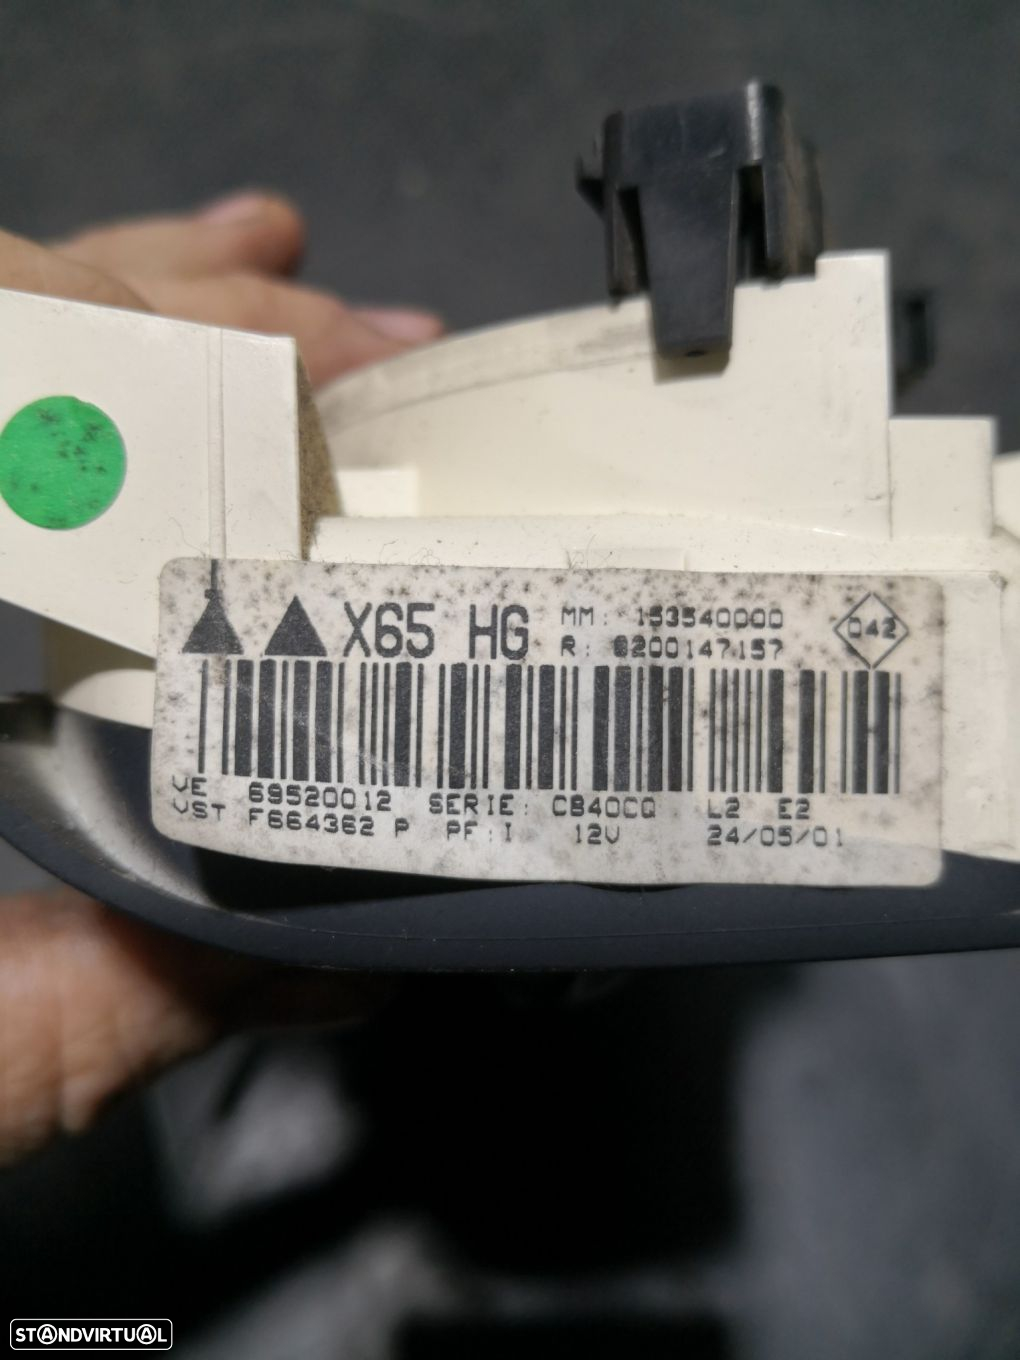 X65 HG MM: 153540000
R: 8200147157
042
VE 69520012 SERIE: CB40CQ L2 E2
VST F664362 P PF:I 12V 24/05/01
STANDVIRTUAL